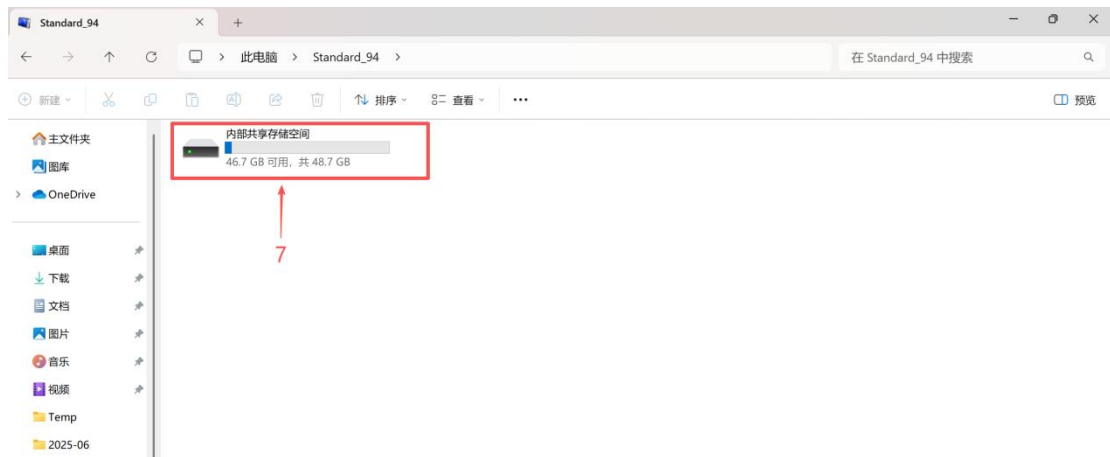 Standard_94
此电脑 > Standard_94 >
在 Standard_94 中搜索
新建
排序
查看
预览
主文件夹
图库
OneDrive
桌面
下载
文档
图片
音乐
视频
Temp
2025-06
内部共享存储空间
46.7 GB 可用，共 48.7 GB
7